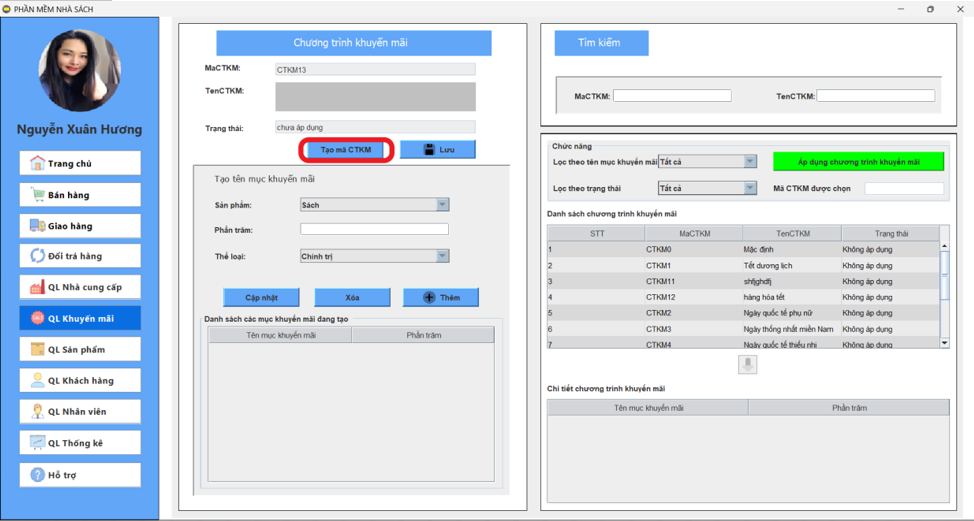 PHẦN MỀM NHÀ SÁCH
Nguyễn Xuân Hương
Trang chủ
Bán hàng
Giao hàng
Đổi trả hàng
QL Nhà cung cấp
SALE QL Khuyến mãi
QL Sản phẩm
QL Khách hàng
QL Nhân viên
QL Thống kê
? Hỗ trợ
Chương trình khuyến mãi
MaCTKM: CTKM13
TenCTKM:
Trạng thái: chưa áp dụng
Tạo mã CTKM Lưu
Tạo tên mục khuyến mãi
Sản phẩm: Sách
Phần trăm:
Thể loại: Chính trị
Cập nhật Xóa Thêm
Danh sách các mục khuyến mãi đang tạo
Tên mục khuyến mãi Phần trăm
Tìm kiếm
MaCTKM: TenCTKM:
Chức năng
Lọc theo tên mục khuyến mãi Tất cả Áp dụng chương trình khuyến mãi
Lọc theo trạng thái Tất cả Mã CTKM được chọn
Danh sách chương trình khuyến mãi
STT MaCTKM TenCTKM Trạng thái
1 CTKM0 Mặc định Không áp dụng
2 CTKM1 Tết dương lịch Không áp dụng
3 CTKM11 shfjghdfj Không áp dụng
4 CTKM12 hàng hóa tết Không áp dụng
5 CTKM2 Ngày quốc tế phụ nữ Không áp dụng
6 CTKM3 Ngày thống nhất miền Nam Không áp dụng
7 CTKM4 Ngày quốc tế thiếu nhi Không áp dụng
Chi tiết chương trình khuyến mãi
Tên mục khuyến mãi Phần trăm